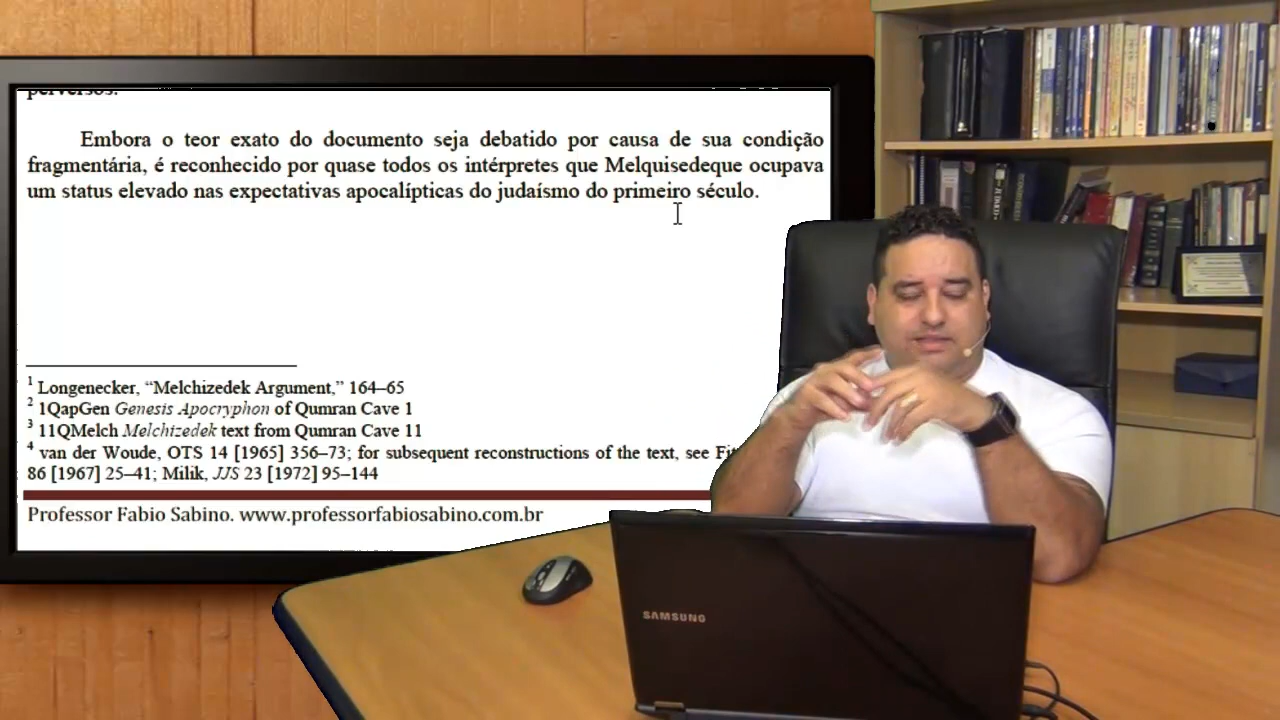 perversos.
Embora o teor exato do documento seja debatido por causa de sua condição
fragmentária, é reconhecido por quase todos os intérpretes que Melquisedeque ocupava
um status elevado nas expectativas apocalípticas do judaísmo do primeiro século.
1 Longenecker, “Melchizedek Argument,” 164–65
2 1QapGen Genesis Apocryphon of Qumran Cave 1
3 11QMelch Melchizedek text from Qumran Cave 11
4 van der Woude, OTS 14 [1965] 356–73; for subsequent reconstructions of the text, see
86 [1967] 25–41; Milik, JJS 23 [1972] 95–144
Professor Fabio Sabino. www.professorfabiosabino.com.br
SAMSUNG